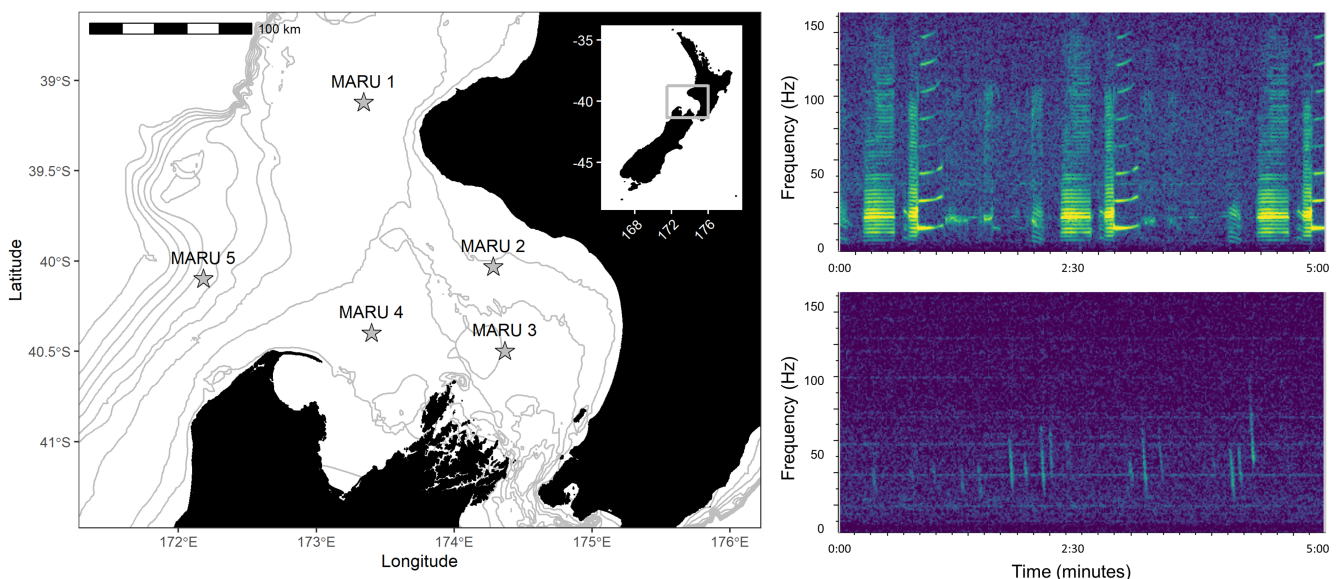 100 km
39°S
39.5°S
40°S
40.5°S
41°S
Latitude
172°E
173°E
174°E
175°E
176°E
Longitude
MARU 1
MARU 2
MARU 5
MARU 4
MARU 3
-35
-40
-45
168
172
176
150
100
50
0
Frequency (Hz)
0:00
2:30
5:00
150
100
50
0
Frequency (Hz)
0:00
2:30
5:00
Time (minutes)